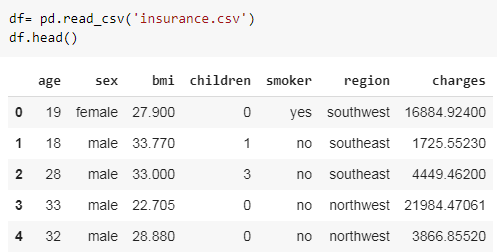 df= pd.read_csv('insurance.csv')
df.head()
age sex bmi children smoker region charges
0 19 female 27.900 0 yes southwest 16884.92400
1 18 male 33.770 1 no southeast 1725.55230
2 28 male 33.000 3 no southeast 4449.46200
3 33 male 22.705 0 no northwest 21984.47061
4 32 male 28.880 0 no northwest 3866.85520